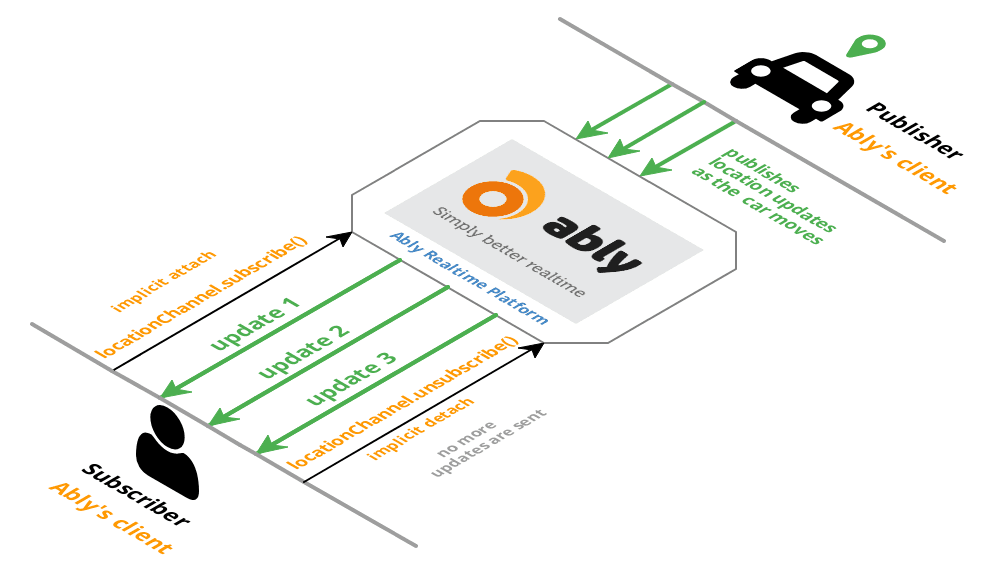 Publisher
Ably's client
publishes
location updates
as the car moves
ably
Simply better realtime
Ably Realtime Platform
implicit attach
locationChannel.subscribe()
update 1
update 2
update 3
locationChannel.unsubscribe()
implicit detach
no more
updates are sent
Subscriber
Ably's client